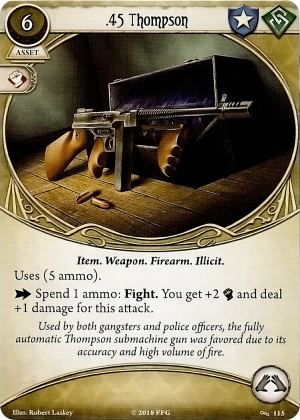 6
.45 Thompson
ASSET
Item. Weapon. Firearm. Illicit.
Uses (5 ammo).
Spend 1 ammo: Fight. You get +2 and deal
+1 damage for this attack.
Used by both gangsters and police officers, the fully
automatic Thompson submachine gun was favored due to its
accuracy and high volume of fire.
Illus. Robert Laskey
© 2018 FFG
115